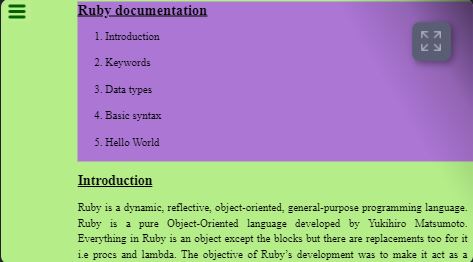 Ruby documentation
1. Introduction
2. Keywords
3. Data types
4. Basic syntax
5. Hello World
Introduction
Ruby is a dynamic, reflective, object-oriented, general-purpose programming language.
Ruby is a pure Object-Oriented language developed by Yukihiro Matsumoto.
Everything in Ruby is an object except the blocks but there are replacements too for it
i.e procs and lambda. The objective of Ruby’s development was to make it act as a